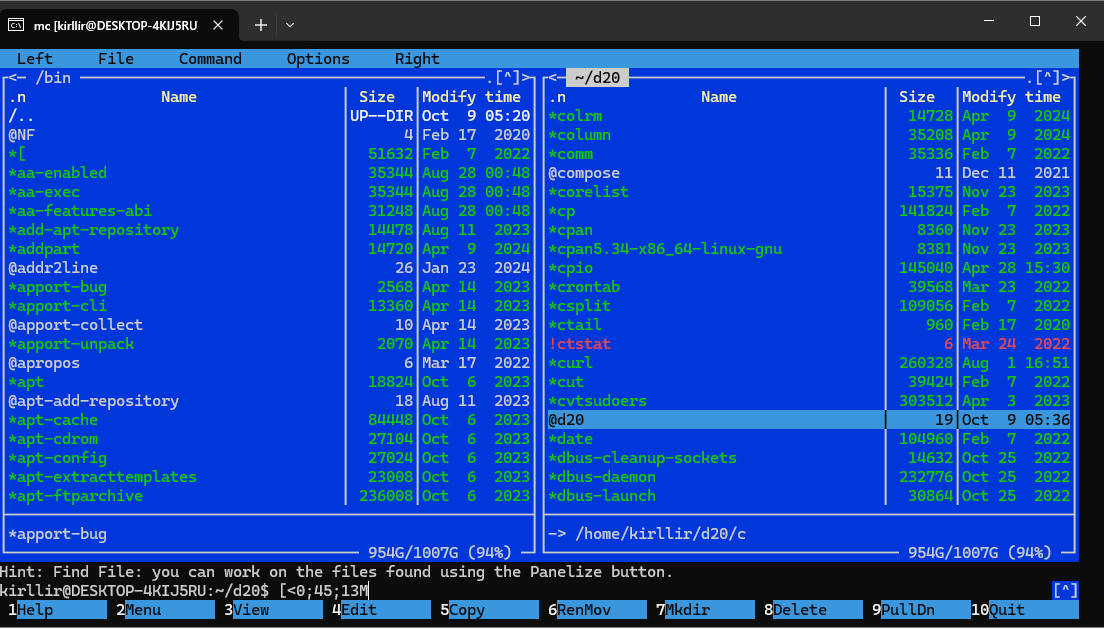 mc [kirllir@DESKTOP-4KIJ5RU
Left File Command Options Right
<─ /bin .[^]> <─ ~/d20 .[^]>
.n Name Size Modify time .n Name Size Modify time
/.. UP--DIR Oct 9 05:20 *colrm 14728 Apr 9 2024
@NF 4 Feb 17 2020 *column 35208 Apr 9 2024
*[ 51632 Feb 7 2022 *comm 35336 Feb 7 2022
*aa-enabled 35344 Aug 28 00:48 @compose 11 Dec 11 2021
*aa-exec 35344 Aug 28 00:48 *corelist 15375 Nov 23 2023
*aa-features-abi 31248 Aug 28 00:48 *cp 141824 Feb 7 2022
*add-apt-repository 14478 Aug 11 2023 *cpan 8360 Nov 23 2023
*addpart 14720 Apr 9 2024 *cpan5.34-x86_64-linux-gnu 8381 Nov 23 2023
@addr2line 26 Jan 23 2024 *cpio 145040 Apr 28 15:30
*apport-bug 2568 Apr 14 2023 *crontab 39568 Mar 23 2022
*apport-cli 13360 Apr 14 2023 *csplit 109056 Feb 7 2022
@apport-collect 10 Apr 14 2023 *ctail 960 Feb 17 2020
*apport-unpack 2070 Apr 14 2023 !ctstat 6 Mar 24 2022
@apropos 6 Mar 17 2022 *curl 260328 Aug 1 16:51
*apt 18824 Oct 6 2023 *cut 39424 Feb 7 2022
@apt-add-repository 18 Aug 11 2023 *cvtsudoers 303512 Apr 3 2023
*apt-cache 84448 Oct 6 2023 @d20 19 Oct 9 05:36
*apt-cdrom 27104 Oct 6 2023 *date 104960 Feb 7 2022
*apt-config 27024 Oct 6 2023 *dbus-cleanup-sockets 14632 Oct 25 2022
*apt-extracttemplates 23008 Oct 6 2023 *dbus-daemon 232776 Oct 25 2022
*apt-ftparchive 236008 Oct 6 2023 *dbus-launch 30864 Oct 25 2022
*apport-bug -> /home/kirllir/d20/c
954G/1007G (94%) 954G/1007G (94%)
Hint: Find File: you can work on the files found using the Panelize button.
kirllir@DESKTOP-4KIJ5RU:~/d20$ [<0;45;13M [^]
1Help 2Menu 3View 4Edit 5Copy 6RenMov 7Mkdir 8Delete 9PullDn 10Quit